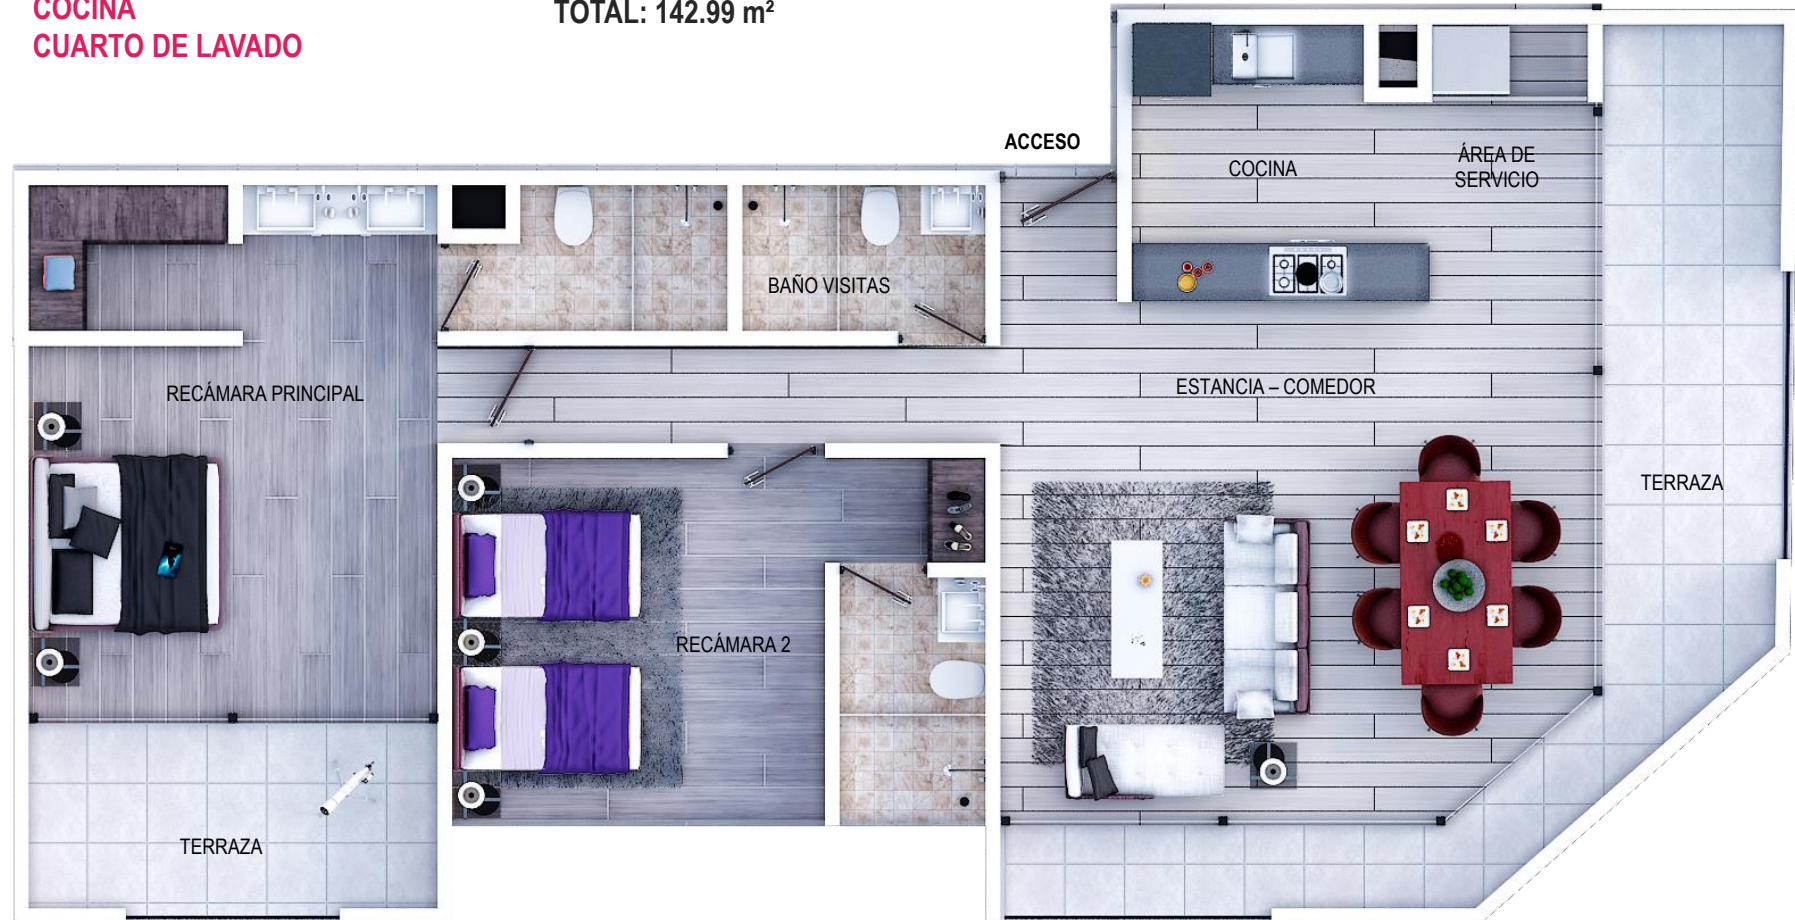 COCINA
CUARTO DE LAVADO
TOTAL: 142.99 m²
ACCESO
COCINA
ÁREA DE
SERVICIO
BAÑO VISITAS
RECÁMARA PRINCIPAL
ESTANCIA – COMEDOR
TERRAZA
RECÁMARA 2
TERRAZA